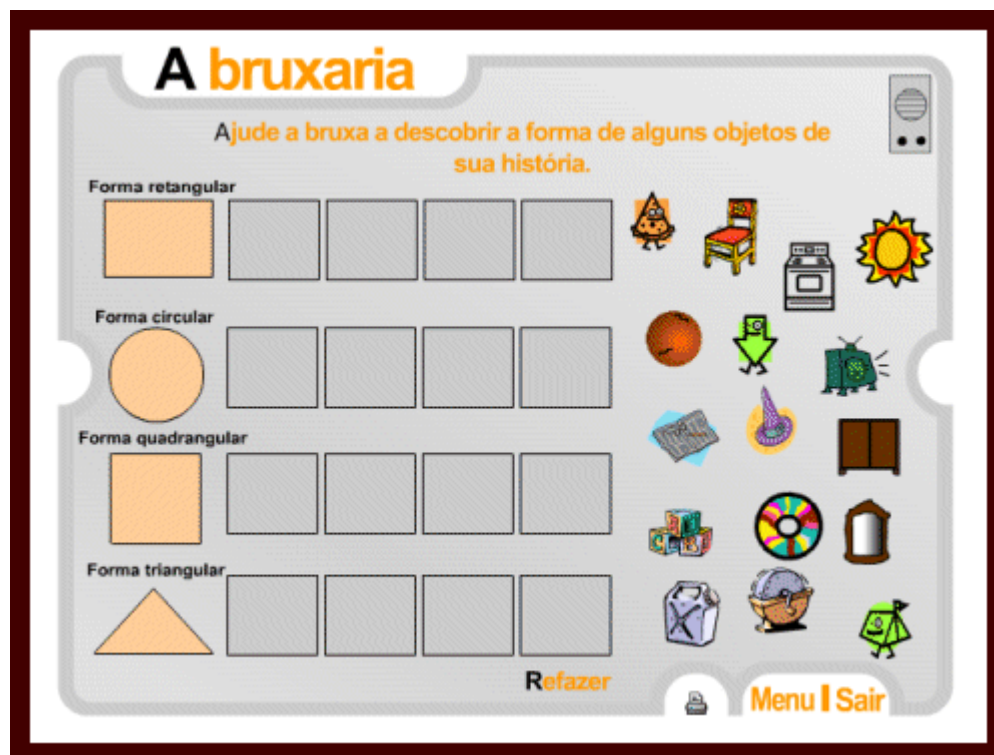 A bruxaria
Ajude a bruxa a descobrir a forma de alguns objetos de
sua história.
Forma retangular
Forma circular
Forma quadrangular
Forma triangular
Refazer
Menu | Sair